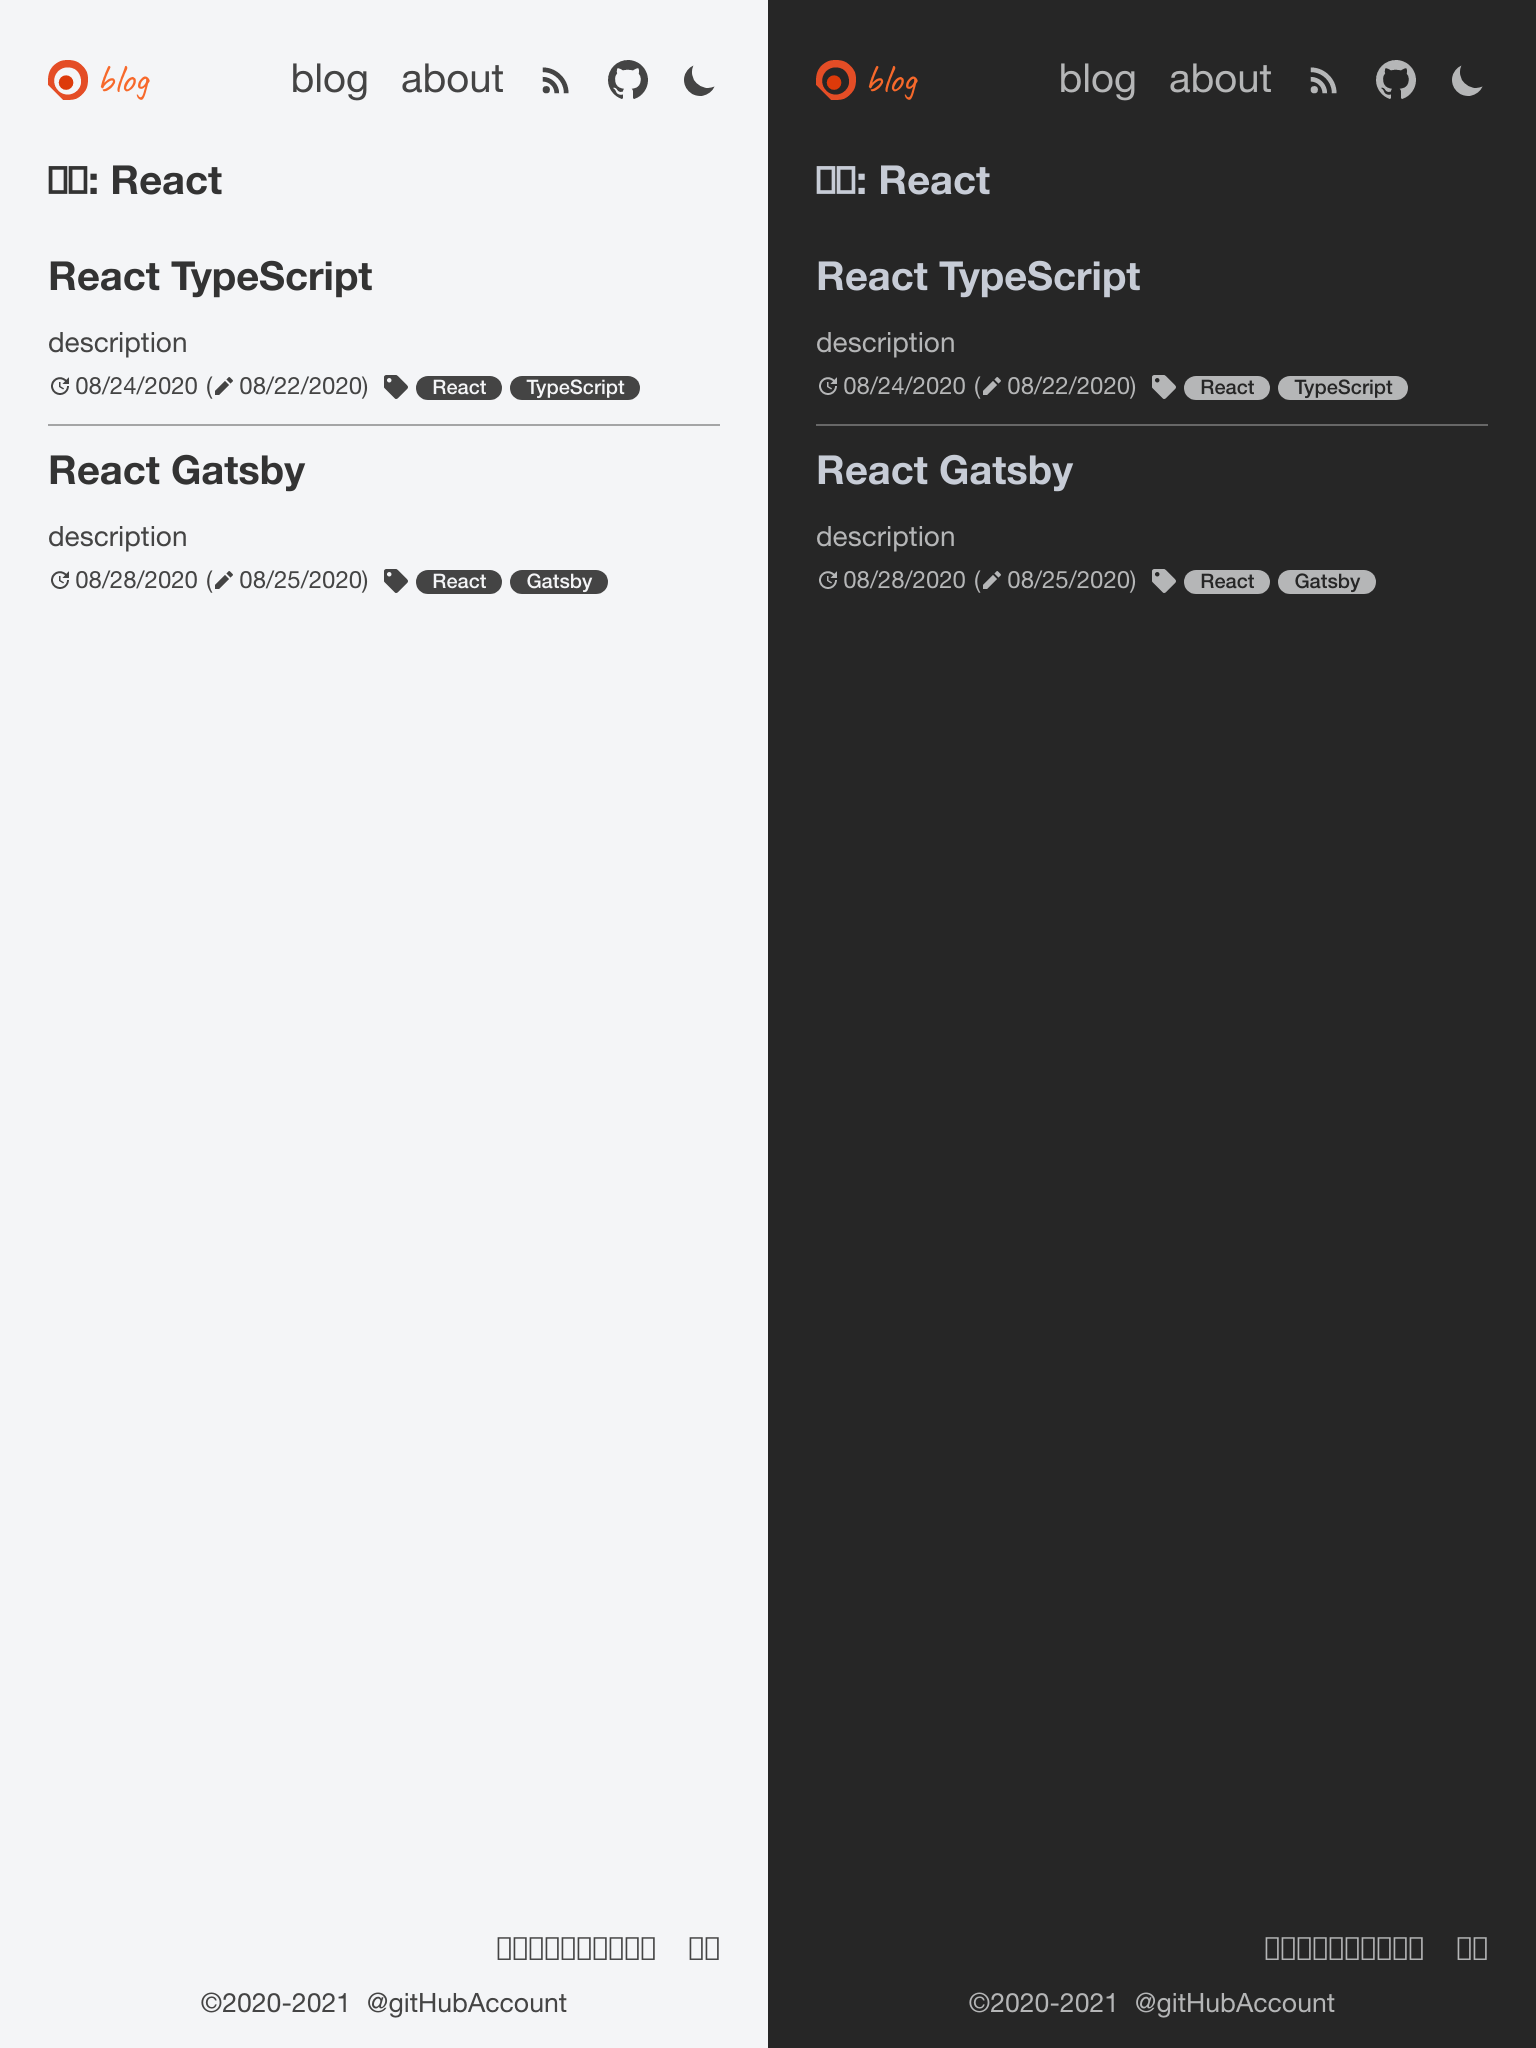 blog blog about
: React
React TypeScript
description
08/24/2020 ( 08/22/2020) React TypeScript
React Gatsby
description
08/28/2020 ( 08/25/2020) React Gatsby
©2020-2021 @gitHubAccount
blog blog about
: React
React TypeScript
description
08/24/2020 ( 08/22/2020) React TypeScript
React Gatsby
description
08/28/2020 ( 08/25/2020) React Gatsby
©2020-2021 @gitHubAccount